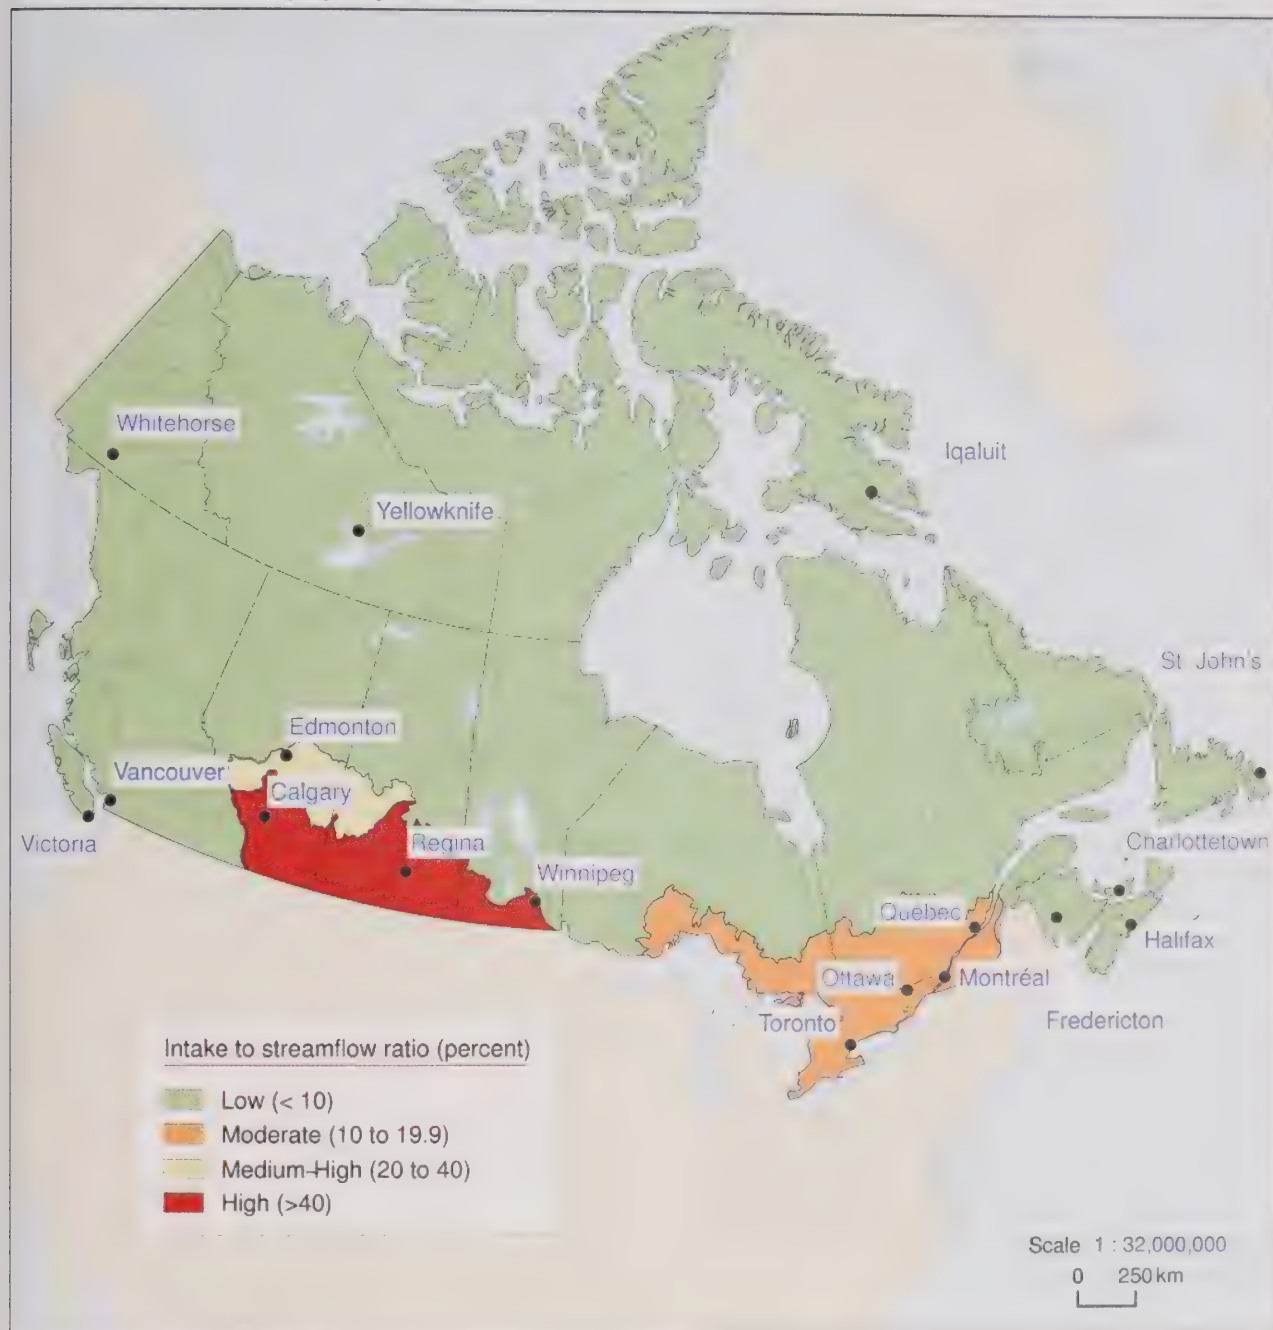 Whitehorse
Iqaluit
Yellowknife
St John's
Edmonton
Vancouver
Calgary
Victoria
Regina
Charlottetown
Winnipeg
Québec
Halifax
Ottawa
Montréal
Toronto
Fredericton
Intake to streamflow ratio (percent)
Low (< 10)
Moderate (10 to 19.9)
Medium-High (20 to 40)
High (>40)
Scale 1 : 32,000,000
0 250 km